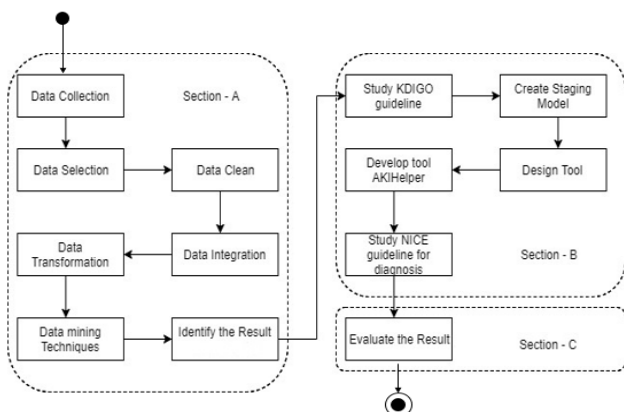 Data Collection
Section - A
Data Selection
Data Clean
Data
Transformation
Data Integration
Data mining
Techniques
Identify the Result
Study KDIGO
guideline
Create Staging
Model
Develop tool
AKIHelper
Design Tool
Study NICE
guideline for
diagnosis
Section - B
Evaluate the Result
Section - C